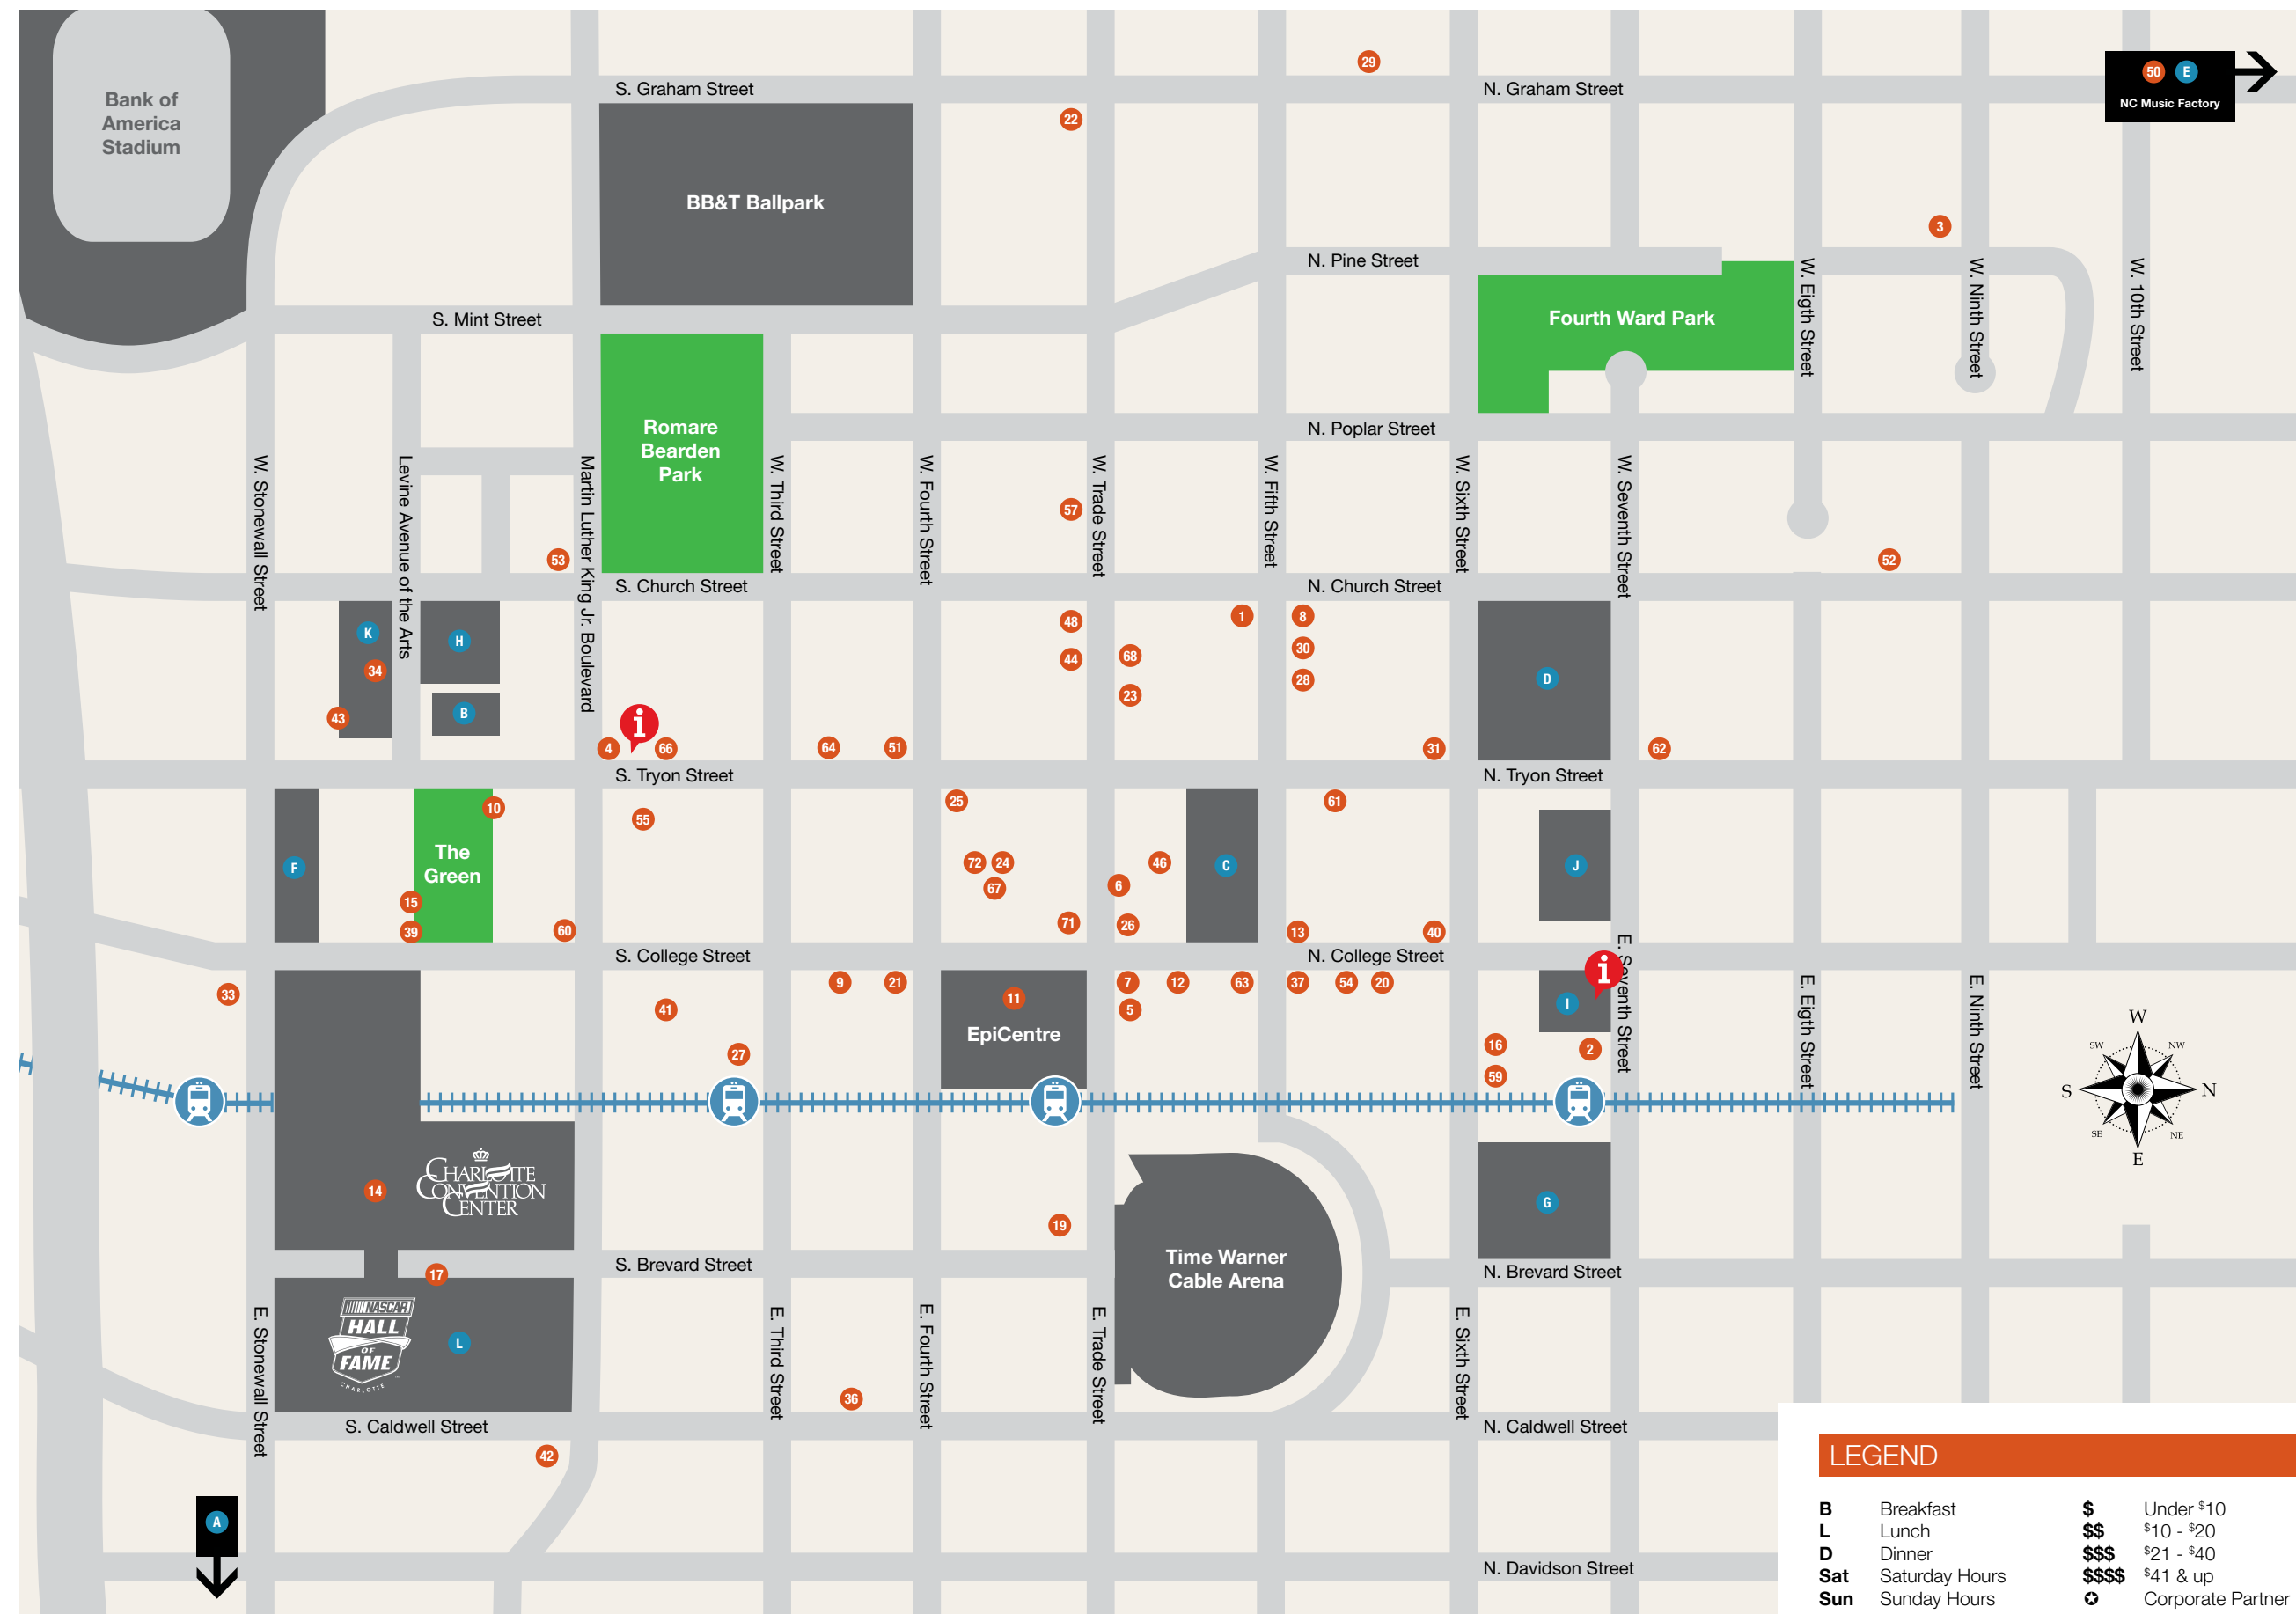 29
50 E
NC Music Factory
S. Graham Street
N. Graham Street
Bank of
America
Stadium
22
BB&T Ballpark
3
N. Pine Street
S. Mint Street
Fourth Ward Park
W. Eigth Street
W. Ninth Street
W. 10th Street
Romare
Bearden
Park
N. Poplar Street
W. Stonewall Street
Levine Avenue of the Arts
Martin Luther King Jr. Boulevard
W. Third Street
W. Fourth Street
W. Trade Street
W. Fifth Street
W. Sixth Street
W. Seventh Street
57
53
52
S. Church Street
N. Church Street
K
H
34
B
43
48
44
68
23
1
8
30
28
D
i
4
66
64
51
31
62
S. Tryon Street
N. Tryon Street
10
55
25
61
The
Green
F
15
39
60
72 24
67
71
46
6
26
C
13
40
J
S. College Street
N. College Street
E. Seventh Street
i
33
41
27
9
21
11
EpiCentre
7
12
63
37
54
20
5
I
16
2
59
E. Eigth Street
E. Ninth Street
W
SW NW
S N
SE NE
E
14
CHARLOTTE
CONVENTION
CENTER
19
G
Time Warner
Cable Arena
S. Brevard Street
N. Brevard Street
17
NASCAR
HALL
OF
FAME
CHARLOTTE
L
E. Stonewall Street
E. Third Street
E. Fourth Street
E. Trade Street
E. Sixth Street
36
S. Caldwell Street
N. Caldwell Street
42
A
N. Davidson Street
LEGEND
B Breakfast $ Under $10
L Lunch $$ $10 - $20
D Dinner $$$ $21 - $40
Sat Saturday Hours $$$$ $41 & up
Sun Sunday Hours ✪ Corporate Partner